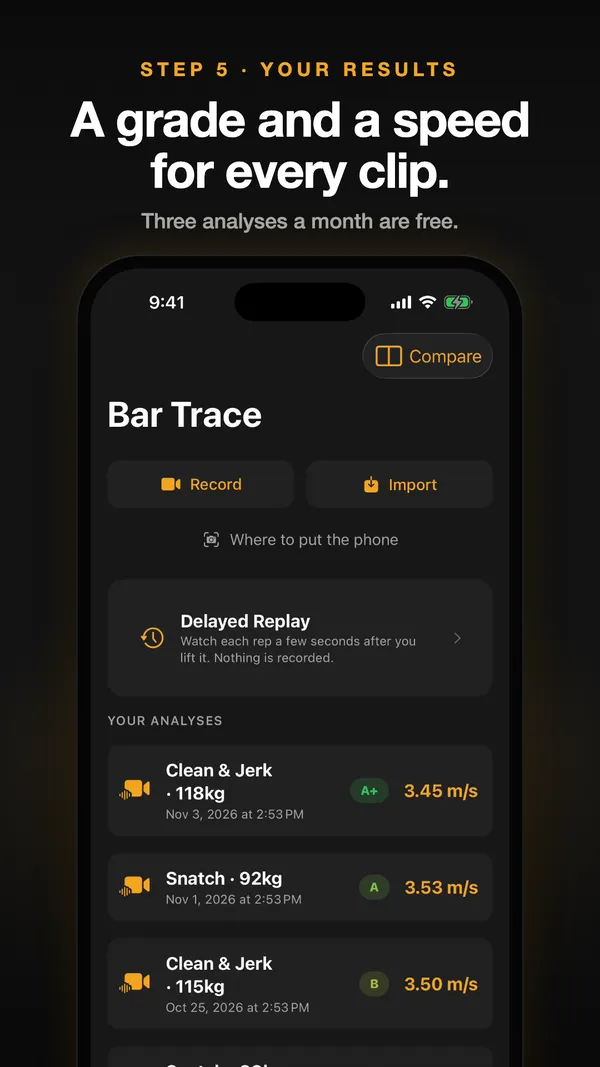 STEP 5 · YOUR RESULTS
A grade and a speed
for every clip.
Three analyses a month are free.
9:41
Compare
Bar Trace
Record
Import
Where to put the phone
Delayed Replay
Watch each rep a few seconds after you
lift it. Nothing is recorded.
YOUR ANALYSES
Clean & Jerk
· 118kg
Nov 3, 2026 at 2:53 PM
A+
3.45 m/s
Snatch · 92kg
Nov 1, 2026 at 2:53 PM
A
3.53 m/s
Clean & Jerk
· 115kg
Oct 25, 2026 at 2:53 PM
B
3.50 m/s